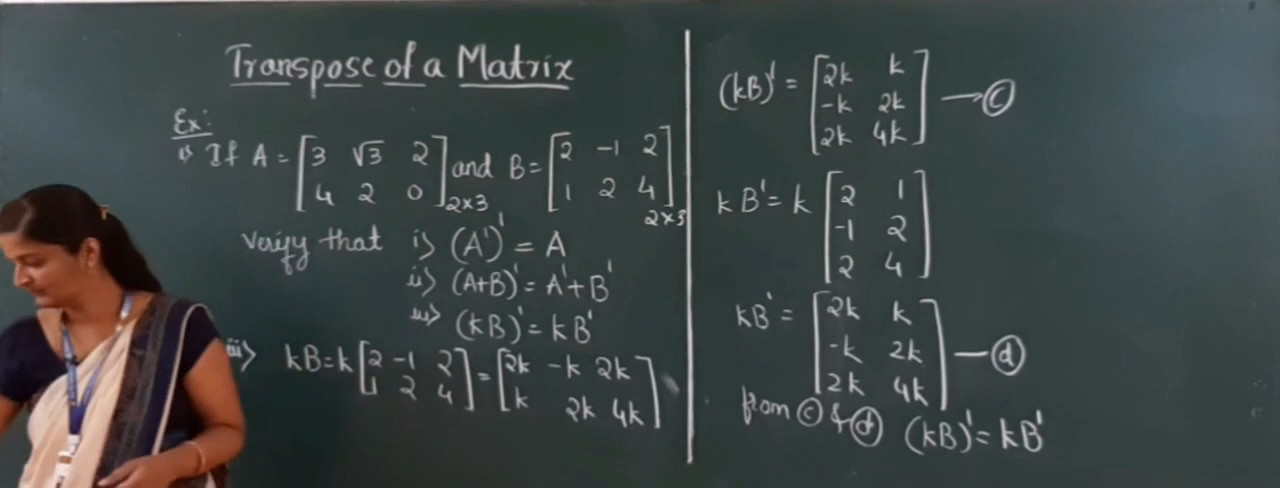 Transpose of a Matrix
Ex:
1) If A = [3 √3 2
4 2 0]2×3 and B = [2 -1 2
1 2 4]2×3
verify that i) (A')' = A
ii) (A+B)' = A'+B'
iii) (kB)' = kB'
iii) kB = k[2 -1 2
1 2 4] = [2k -k 2k
k 2k 4k]
(kB)' = [2k k
-k 2k
2k 4k] → ⓒ
kB' = k [2 1
-1 2
2 4]
kB' = [2k k
-k 2k
2k 4k] — ⓓ
from ⓒ & ⓓ (kB)' = kB'